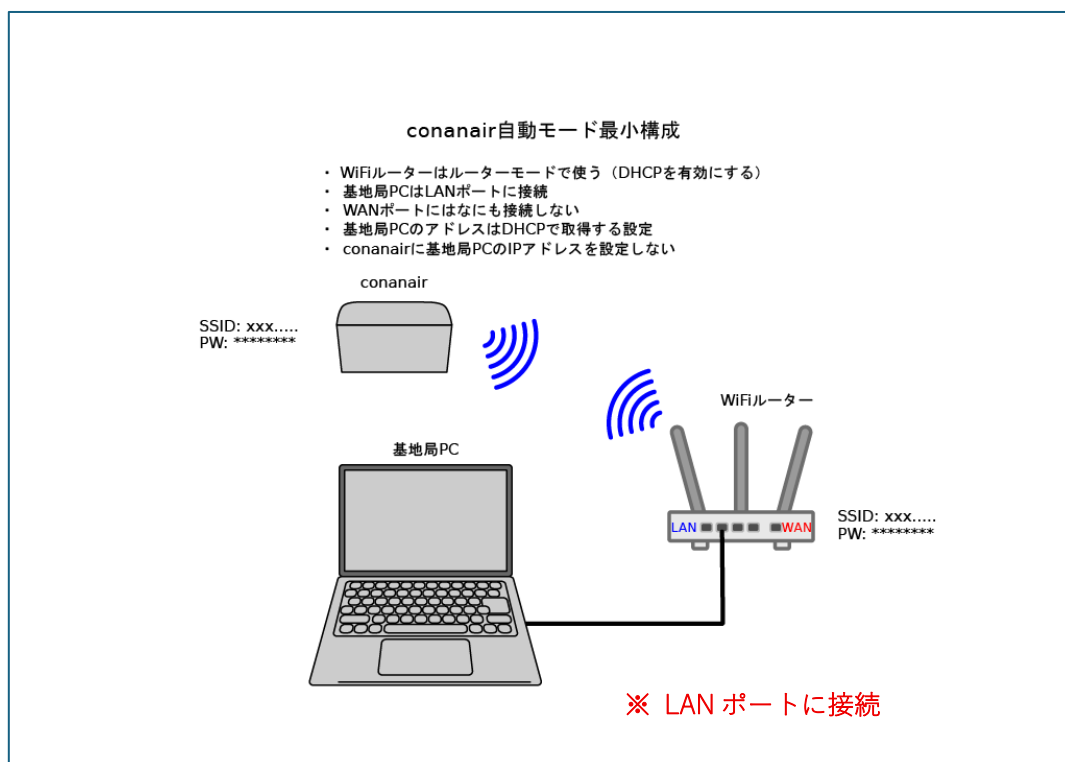 conanair自動モード最小構成
・ WiFiルーターはルーターモードで使う（DHCPを有効にする）
・ 基地局PCはLANポートに接続
・ WANポートにはなにも接続しない
・ 基地局PCのアドレスはDHCPで取得する設定
・ conanairに基地局PCのIPアドレスを設定しない
conanair
SSID: xxx.....
PW: ********
WiFiルーター
基地局PC
LAN
WAN
SSID: xxx.....
PW: ********
※ LAN ポートに接続